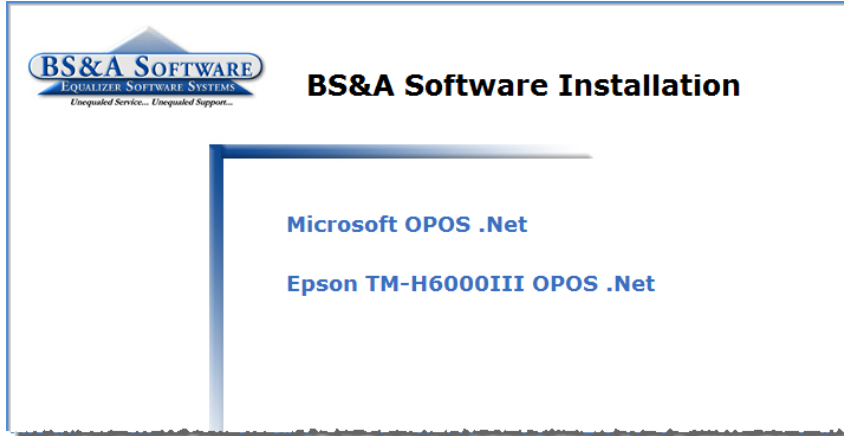 BS&A SOFTWARE
EQUALIZER SOFTWARE SYSTEMS
Unequaled Service... Unequaled Support...
BS&A Software Installation
Microsoft OPOS .Net
Epson TM-H6000III OPOS .Net